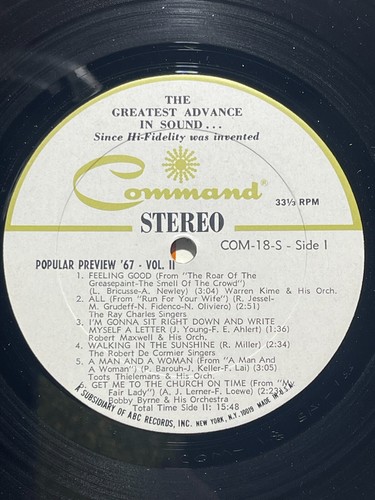 THE
GREATEST ADVANCE
IN SOUND...
Since Hi-Fidelity was invented
Command®
33⅓ RPM
STEREO
COM-18-S - Side 1
POPULAR PREVIEW '67 - VOL. II
1. FEELING GOOD (From "The Roar Of The
Greasepaint-The Smell Of The Crowd")
(L. Bricusse-A. Newley) (3:04) Warren Kime & His Orch.
2. ALL (From "Run For Your Wife") (R. Jessel-
M. Grudeff-N. Fidenco-N. Oliviero) (2:51)
The Ray Charles Singers
3. I'M GONNA SIT RIGHT DOWN AND WRITE
MYSELF A LETTER (J. Young-F. E. Ahlert) (1:36)
Robert Maxwell & His Orch.
4. WALKING IN THE SUNSHINE (R. Miller) (2:34)
The Robert De Cormier Singers
5. A MAN AND A WOMAN (From "A Man And
A Woman") (P. Barouh-J. Keller-F. Lai) (3:05)
Toots Thielemans & His Orch.
6. GET ME TO THE CHURCH ON TIME (From "My
Fair Lady") (A. J. Lerner-F. Loewe) (2:23)
Bobby Byrne & His Orchestra
Total Time Side II: 15:48
A SUBSIDIARY OF ABC RECORDS, INC. NEW YORK, N.Y. 10019 MADE IN U.S.A.